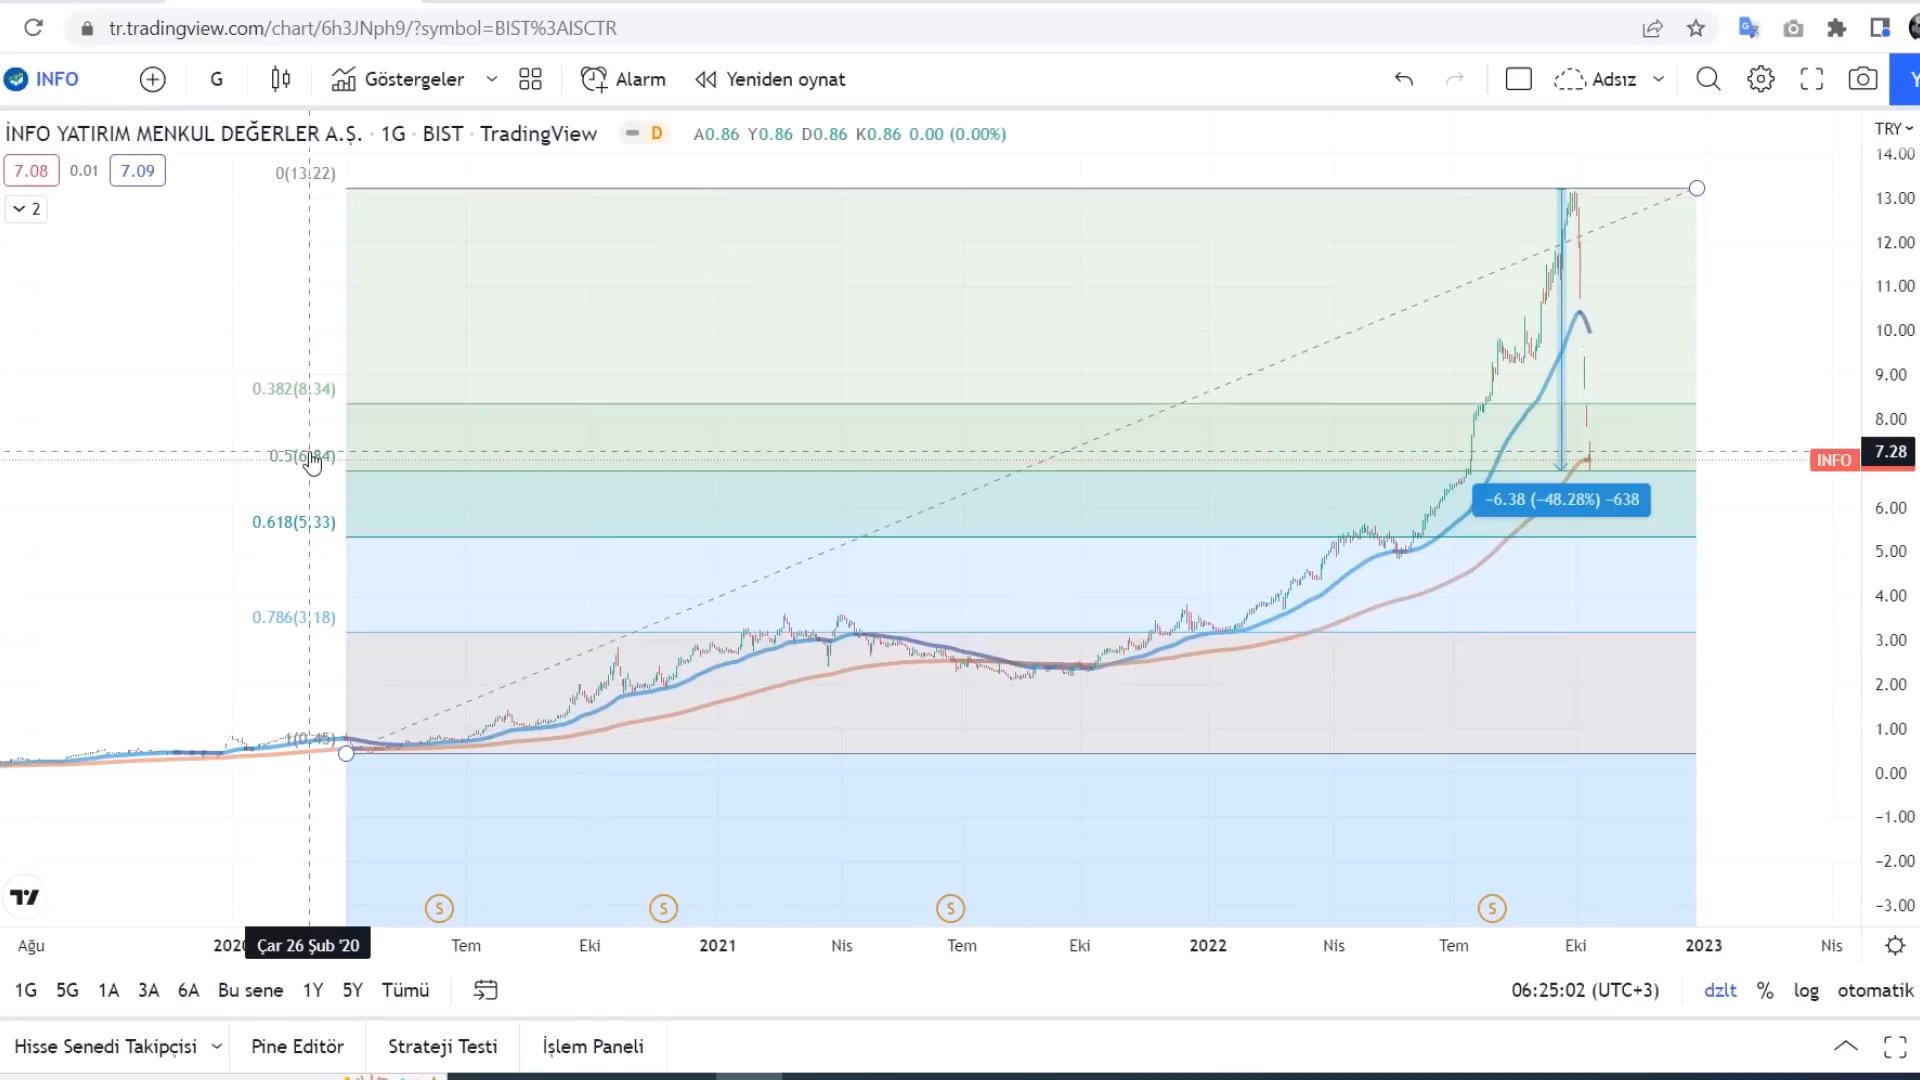 tr.tradingview.com/chart/6h3JNph9/?symbol=BIST%3AISCTR
INFO G Göstergeler Alarm Yeniden oynat Adsız Y
İNFO YATIRIM MENKUL DEĞERLER A.Ş. · 1G · BIST · TradingView D A0.86 Y0.86 D0.86 K0.86 0.00 (0.00%)
TRY
7.08 0.01 7.09
2
0(13.22)
0.382(8.34)
0.5(6.84)
0.618(5.33)
0.786(3.18)
1(0.45)
−6.38 (−48.28%) −638
14.00
13.00
12.00
11.00
10.00
9.00
8.00
INFO 7.28
6.00
5.00
4.00
3.00
2.00
1.00
0.00
−1.00
−2.00
−3.00
S S S S
Ağu 2020 Çar 26 Şub '20 Tem Eki 2021 Nis Tem Eki 2022 Nis Tem Eki 2023 Nis
1G 5G 1A 3A 6A Bu sene 1Y 5Y Tümü 06:25:02 (UTC+3) dzlt % log otomatik
Hisse Senedi Takipçisi Pine Editör Strateji Testi İşlem Paneli